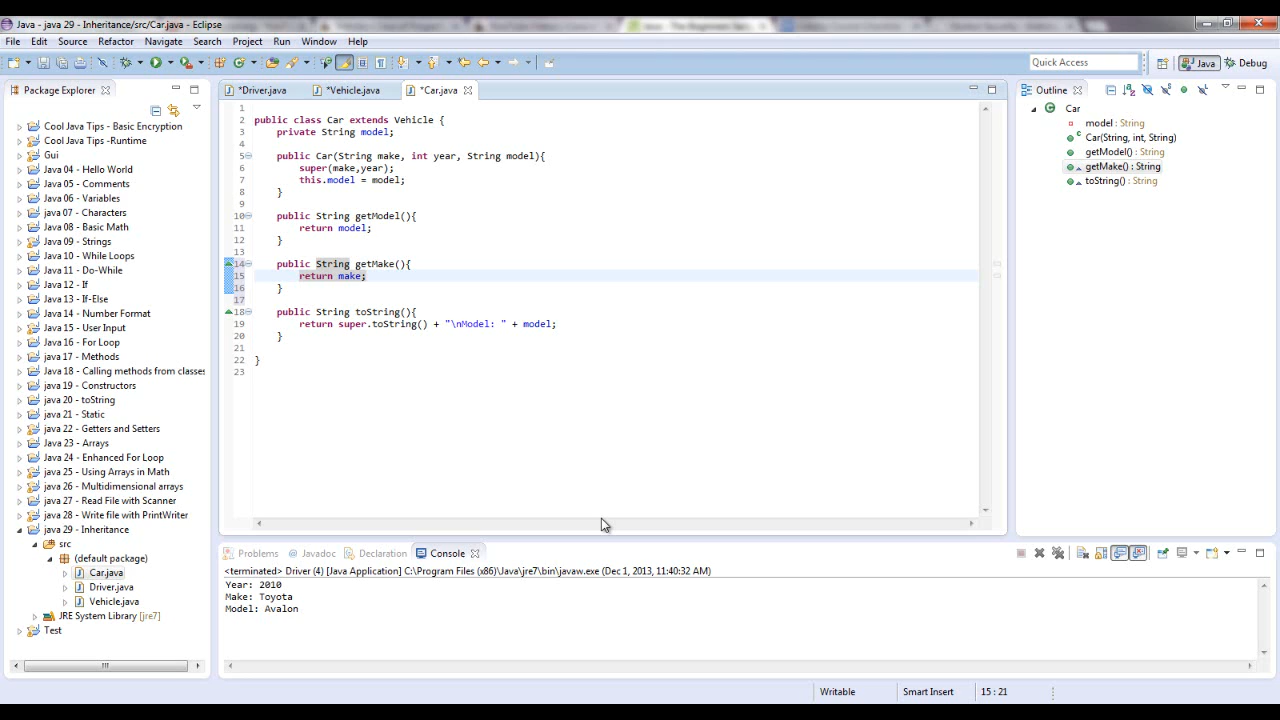 Java - java 29 - Inheritance/src/Car.java - Eclipse
File Edit Source Refactor Navigate Search Project Run Window Help
Quick Access
Java
Debug
Package Explorer
Cool Java Tips - Basic Encryption
Cool Java Tips -Runtime
Gui
Java 04 - Hello World
Java 05 - Comments
Java 06 - Variables
java 07 - Characters
Java 08 - Basic Math
Java 09 - Strings
Java 10 - While Loops
Java 11 - Do-While
Java 12 - If
Java 13 - If-Else
Java 14 - Number Format
Java 15 - User Input
Java 16 - For Loop
java 17 - Methods
Java 18 - Calling methods from classes
java 19 - Constructors
java 20 - toString
java 21 - Static
java 22 - Getters and Setters
Java 23 - Arrays
Java 24 - Enhanced For Loop
java 25 - Using Arrays in Math
java 26 - Multidimensional arrays
java 27 - Read File with Scanner
java 28 - Write file with PrintWriter
java 29 - Inheritance
src
(default package)
Car.java
Driver.java
Vehicle.java
JRE System Library [jre7]
Test
*Driver.java *Vehicle.java *Car.java
1
2 public class Car extends Vehicle {
3 private String model;
4
5 public Car(String make, int year, String model){
6 super(make,year);
7 this.model = model;
8 }
9
10 public String getModel(){
11 return model;
12 }
13
14 public String getMake(){
15 return make;
16 }
17
18 public String toString(){
19 return super.toString() + "\nModel: " + model;
20 }
21
22 }
23
Outline
Car
model : String
Car(String, int, String)
getModel() : String
getMake() : String
toString() : String
Problems Javadoc Declaration Console
<terminated> Driver (4) [Java Application] C:\Program Files (x86)\Java\jre7\bin\javaw.exe (Dec 1, 2013, 11:40:32 AM)
Year: 2010
Make: Toyota
Model: Avalon
Writable Smart Insert 15 : 21